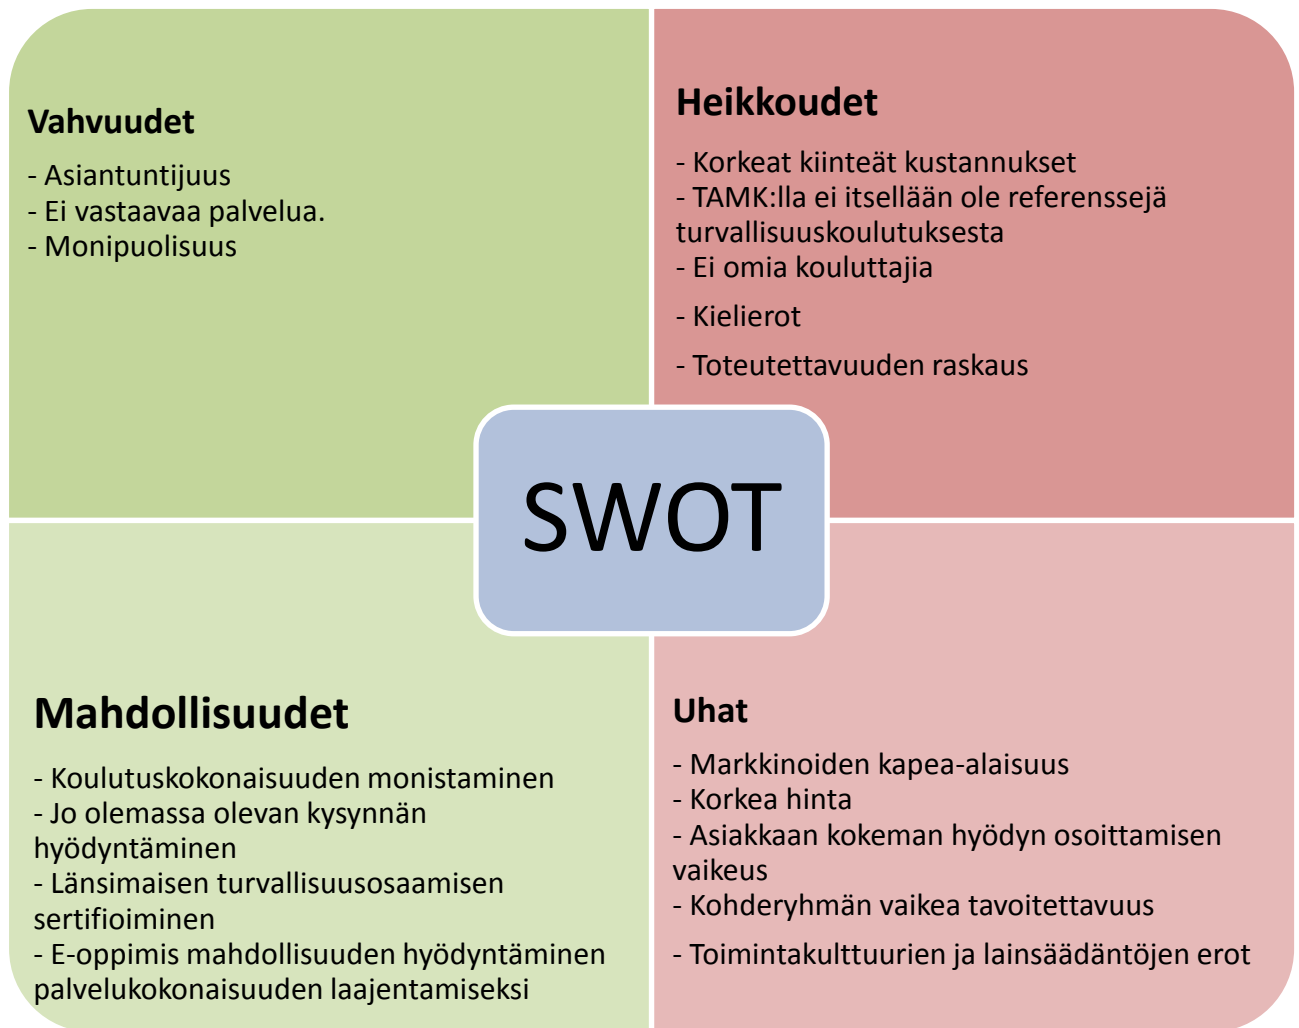 Vahvuudet
- Asiantuntijuus
- Ei vastaavaa palvelua.
- Monipuolisuus
Heikkoudet
- Korkeat kiinteät kustannukset
- TAMK:lla ei itsellään ole referenssejä
turvallisuuskoulutuksesta
- Ei omia kouluttajia
- Kielierot
- Toteutettavuuden raskaus
SWOT
Mahdollisuudet
- Koulutuskokonaisuuden monistaminen
- Jo olemassa olevan kysynnän
hyödyntäminen
- Länsimaisen turvallisuusosaamisen
sertifioiminen
- E-oppimis mahdollisuuden hyödyntäminen
palvelukokonaisuuden laajentamiseksi
Uhat
- Markkinoiden kapea-alaisuus
- Korkea hinta
- Asiakkaan kokeman hyödyn osoittamisen
vaikeus
- Kohderyhmän vaikea tavoitettavuus
- Toimintakulttuurien ja lainsäädäntöjen erot